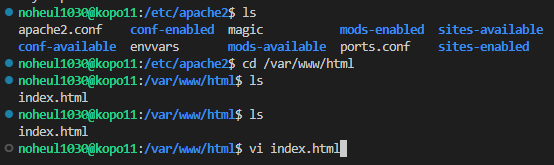 noheul1030@kopo11:/etc/apache2$ ls
apache2.conf conf-enabled magic mods-enabled sites-available
conf-available envvars mods-available ports.conf sites-enabled
noheul1030@kopo11:/etc/apache2$ cd /var/www/html
noheul1030@kopo11:/var/www/html$ ls
index.html
noheul1030@kopo11:/var/www/html$ ls
index.html
noheul1030@kopo11:/var/www/html$ vi index.html